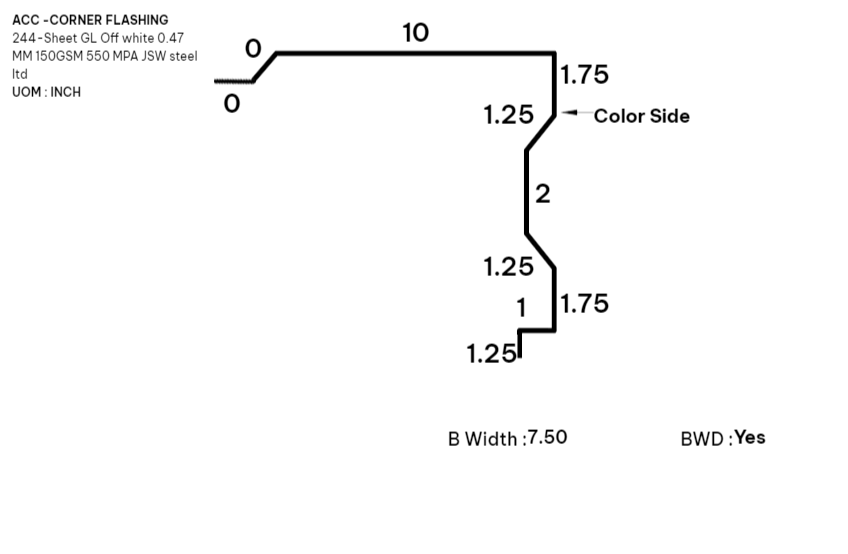 ACC -CORNER FLASHING
244-Sheet GL Off white 0.47
MM 150GSM 550 MPA JSW steel
ltd
UOM : INCH
10
0
0
1.75
1.25
Color Side
2
1.25
1
1.75
1.25
B Width :7.50
BWD :Yes